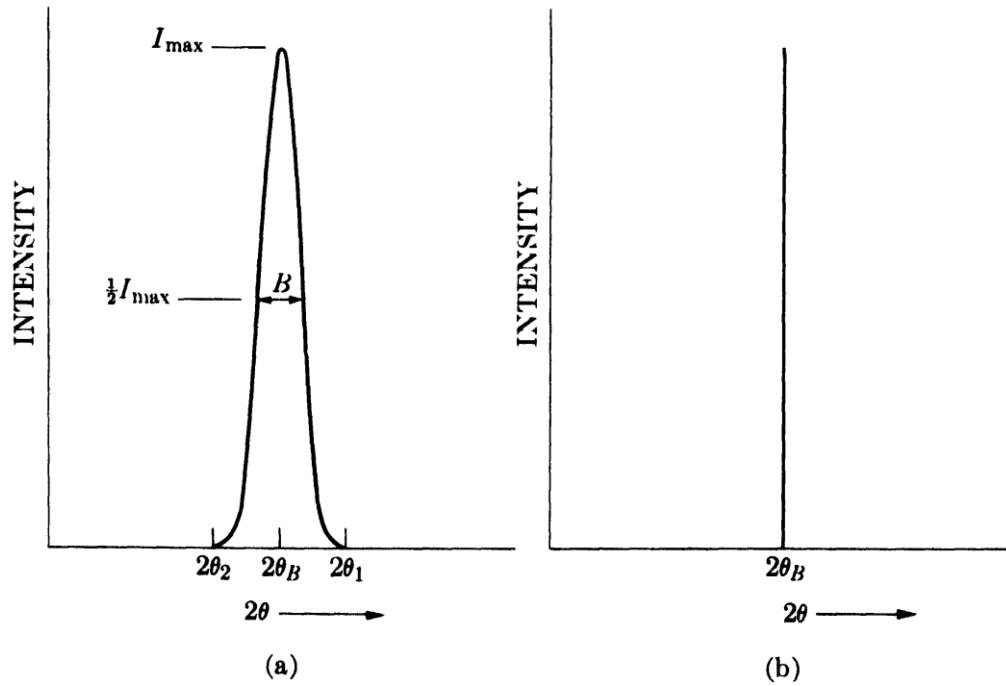 I_max
INTENSITY
B
½I_max
2θ₂ 2θ_B 2θ₁
2θ
(a)
INTENSITY
2θ_B
2θ
(b)